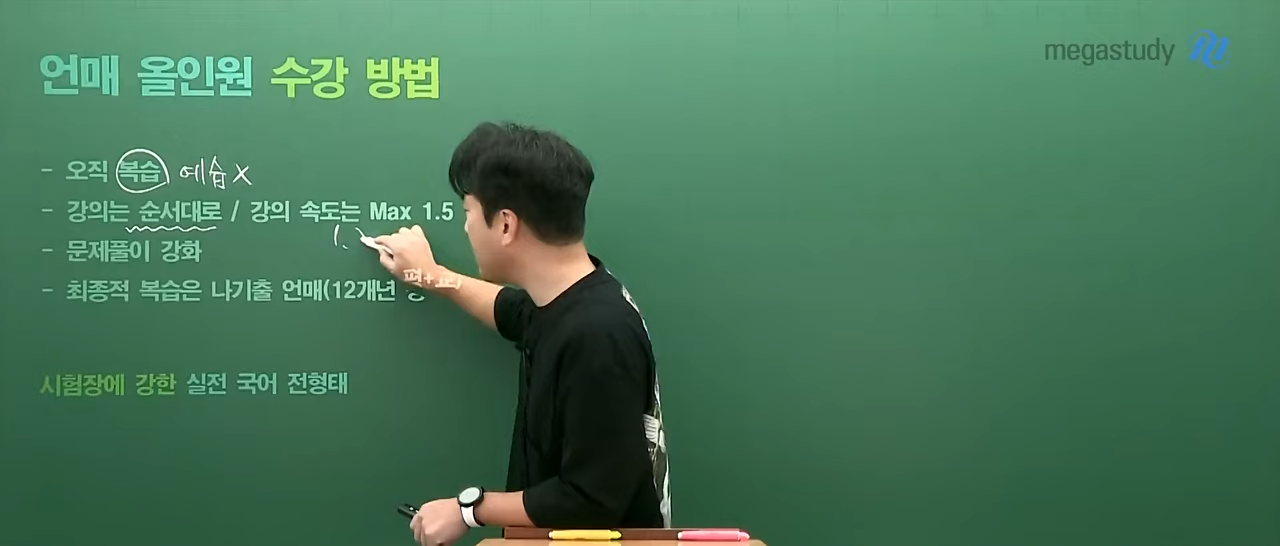 megastudy
언매 올인원 수강 방법
- 오직 복습 예습 X
- 강의는 순서대로 / 강의 속도는 Max 1.5
1.
- 문제풀이 강화
- 최종적 복습은 나기출 언매(12개년
시험장에 강한 실전 국어 전형태